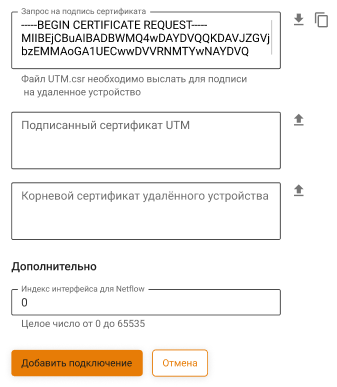 Запрос на подпись сертификата
-----BEGIN CERTIFICATE REQUEST-----
MIIBEjCBuAIBADBWMQ4wDAYDVQQKDAVJZGVj
bzEMMAoGA1UECwwDVVRNMTYwNAYDVQ
Файл UTM.csr необходимо выслать для подписи
на удаленное устройство
Подписанный сертификат UTM
Корневой сертификат удалённого устройства
Дополнительно
Индекс интерфейса для Netflow
0
Целое число от 0 до 65535
Добавить подключение
Отмена